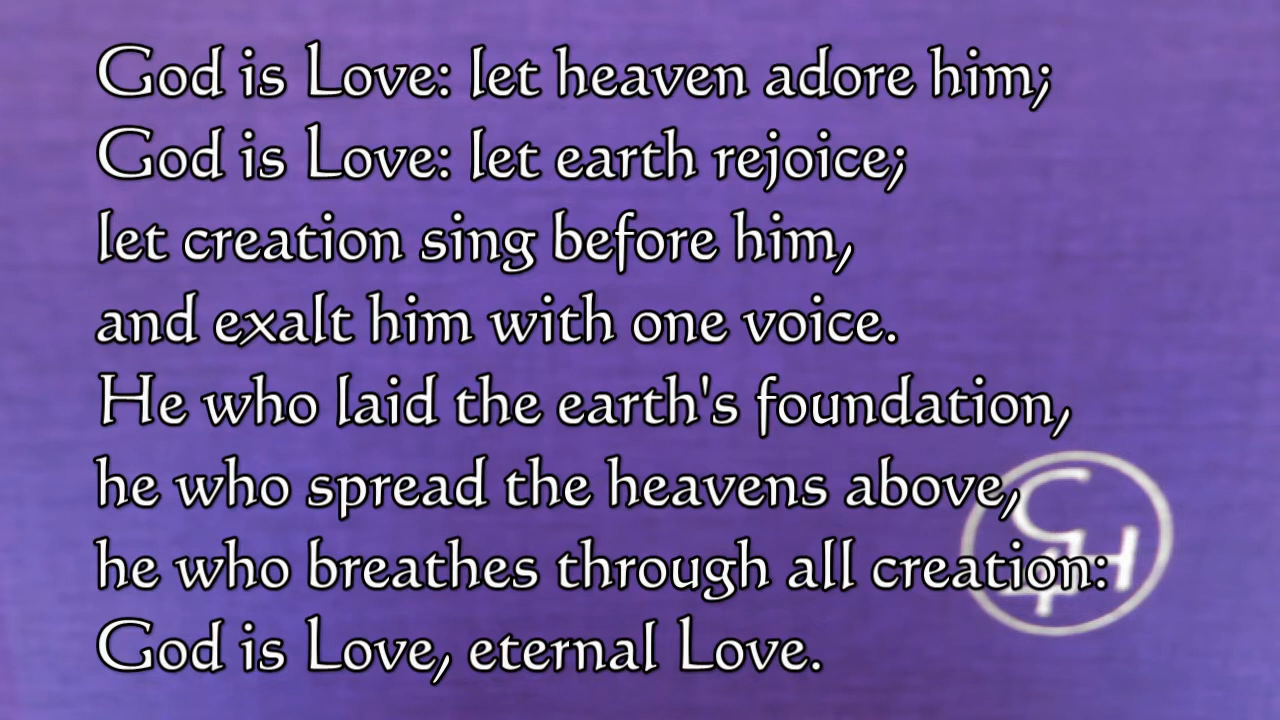 God is Love: let heaven adore him;
God is Love: let earth rejoice;
let creation sing before him,
and exalt him with one voice.
He who laid the earth's foundation,
he who spread the heavens above,
he who breathes through all creation:
God is Love, eternal Love.